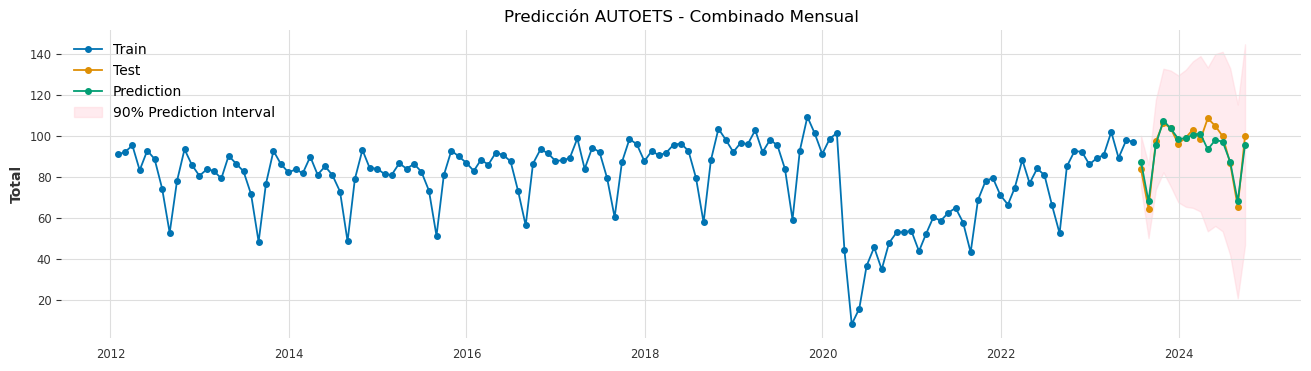 Predicción AUTOETS - Combinado Mensual
Train
Test
Prediction
90% Prediction Interval
Total
140
120
100
80
60
40
20
2012
2014
2016
2018
2020
2022
2024